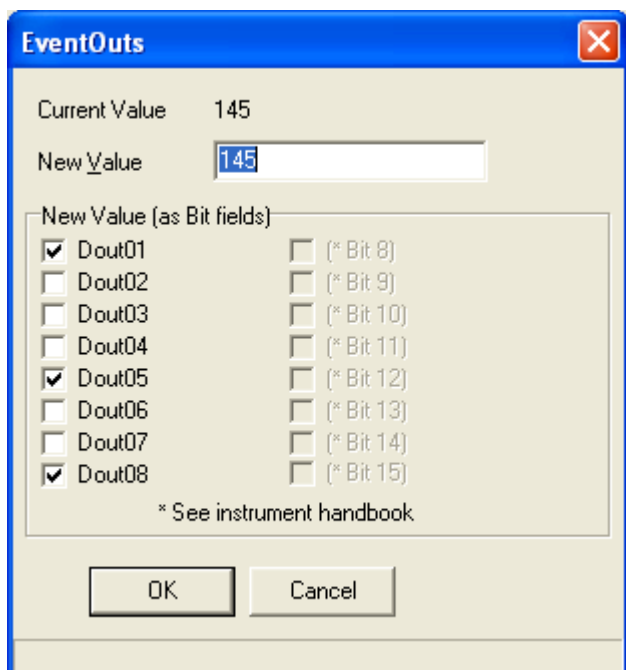 EventOuts
Current Value 145
New Value 145
New Value (as Bit fields)
Dout01 (* Bit 8)
Dout02 (* Bit 9)
Dout03 (* Bit 10)
Dout04 (* Bit 11)
Dout05 (* Bit 12)
Dout06 (* Bit 13)
Dout07 (* Bit 14)
Dout08 (* Bit 15)
* See instrument handbook
OK Cancel